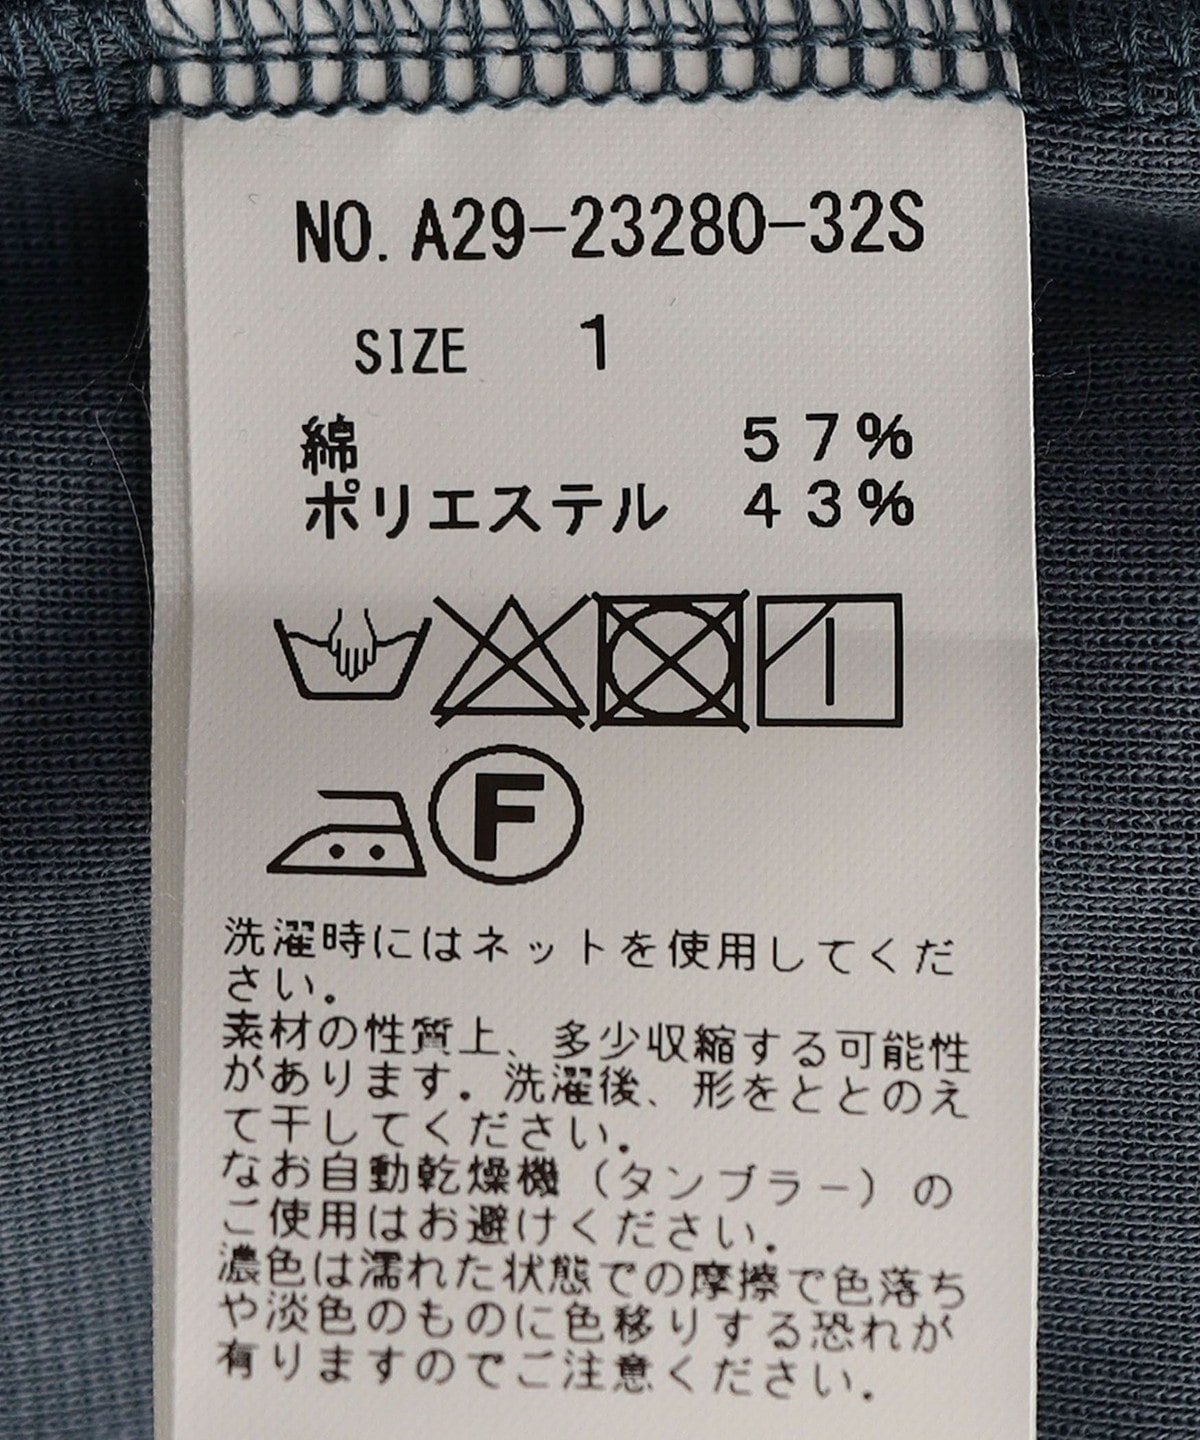 NO. A29-23280-32S
SIZE 1
綿 57%
ポリエステル 43%
F
洗濯時にはネットを使用してくだ
さい。
素材の性質上、多少収縮する可能性
があります。洗濯後、形をととのえ
て干してください。
なお自動乾燥機（タンブラー）の
ご使用はお避けください。
濃色は濡れた状態での摩擦で色落ち
や淡色のものに色移りする恐れが
有りますのでご注意ください。